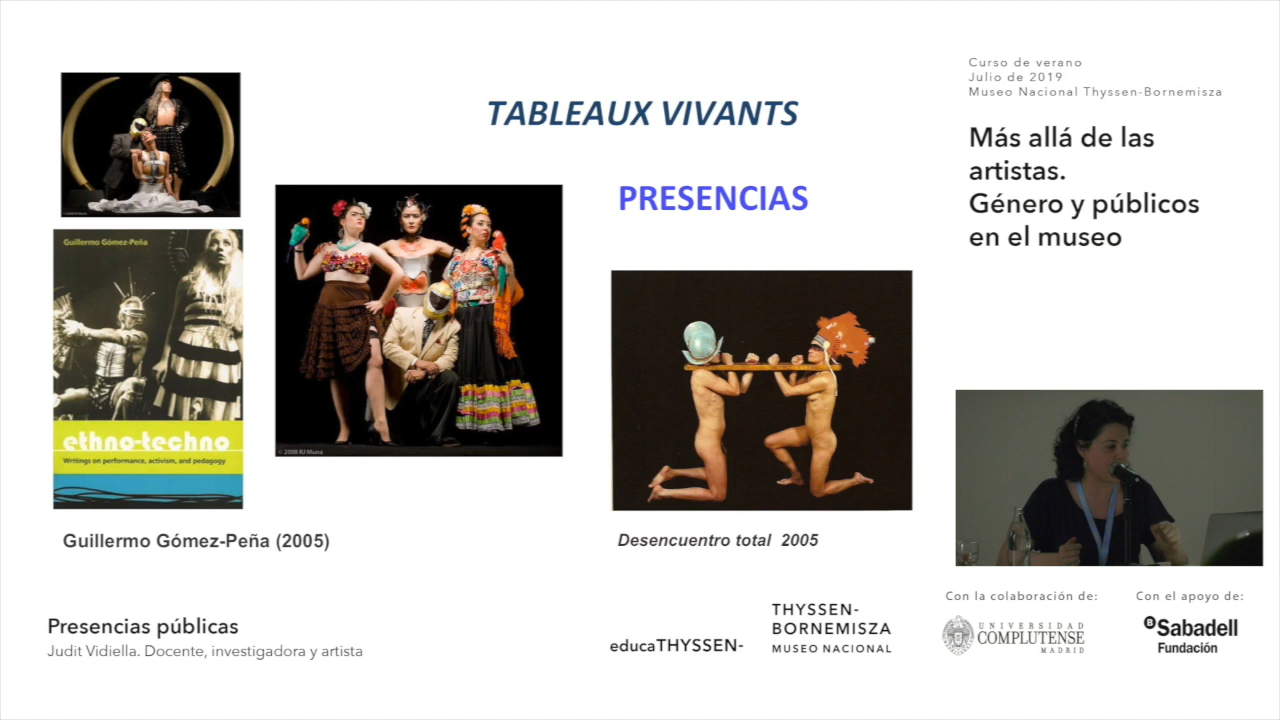 TABLEAUX VIVANTS
PRESENCIAS
Guillermo Gómez-Peña
ethno-techno
Writings on performance, activism, and pedagogy
© 2008 RJ Muna
Guillermo Gómez-Peña (2005)
Desencuentro total 2005
Presencias públicas
Judit Vidiella. Docente, investigadora y artista
educaTHYSSEN-
THYSSEN-
BORNEMISZA
MUSEO NACIONAL
Curso de verano
Julio de 2019
Museo Nacional Thyssen-Bornemisza
Más allá de las
artistas.
Género y públicos
en el museo
Con la colaboración de:
UNIVERSIDAD
COMPLUTENSE
MADRID
Con el apoyo de:
B Sabadell
Fundación